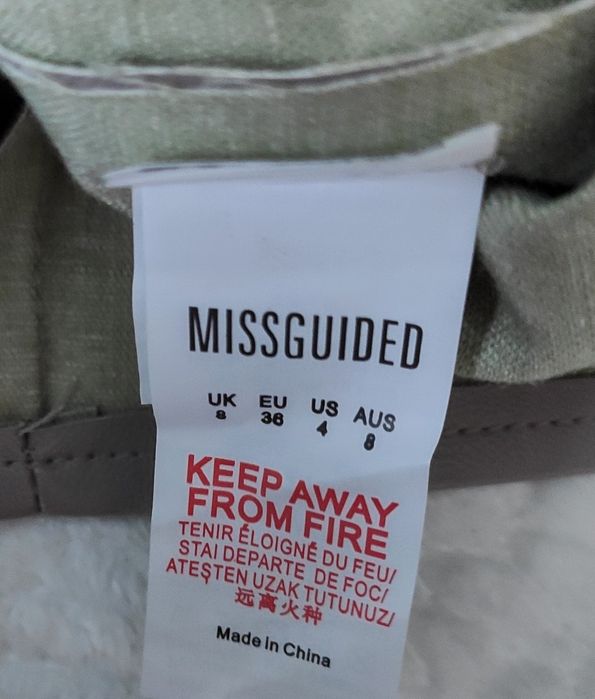 MISSGUIDED
UK EU US AUS
8 36 4 8
KEEP AWAY
FROM FIRE
TENIR ÉLOIGNÉ DU FEU/
STAI DEPARTE DE FOC/
ATEŞTEN UZAK TUTUNUZ/
远离火种
Made in China